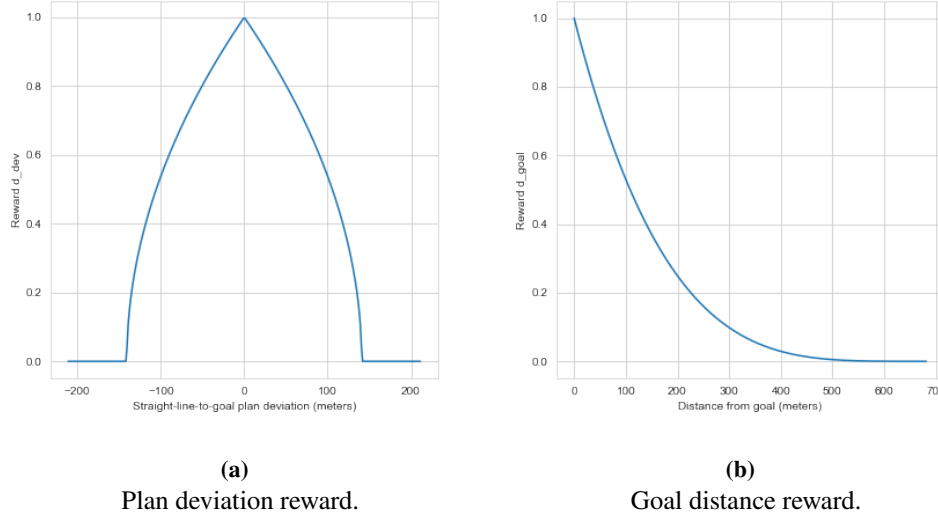 1.0
0.8
0.6
0.4
0.2
0.0
Reward d_dev
−200 −100 0 100 200
Straight-line-to-goal plan deviation (meters)
1.0
0.8
0.6
0.4
0.2
0.0
Reward d_goal
0 100 200 300 400 500 600 70
Distance from goal (meters)
(a)
Plan deviation reward.
(b)
Goal distance reward.